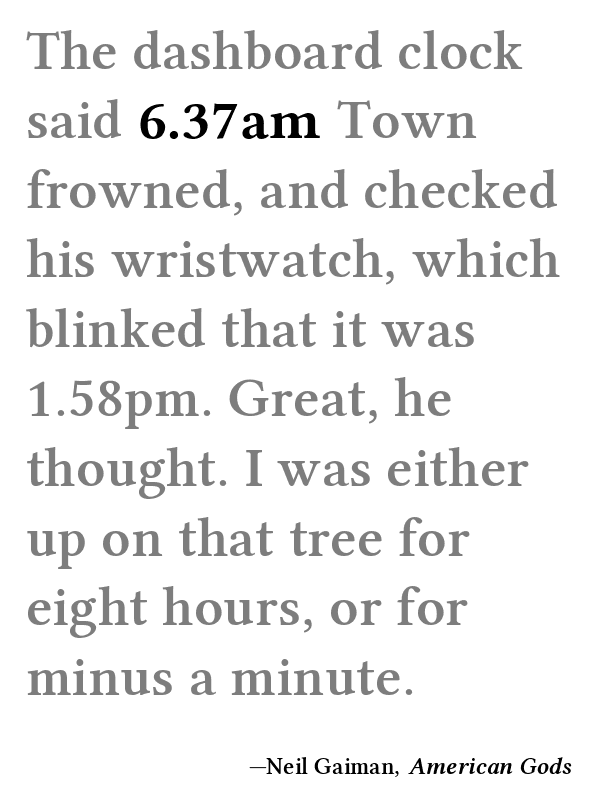 The dashboard clock
said 6.37am Town
frowned, and checked
his wristwatch, which
blinked that it was
1.58pm. Great, he
thought. I was either
up on that tree for
eight hours, or for
minus a minute.
—Neil Gaiman, American Gods